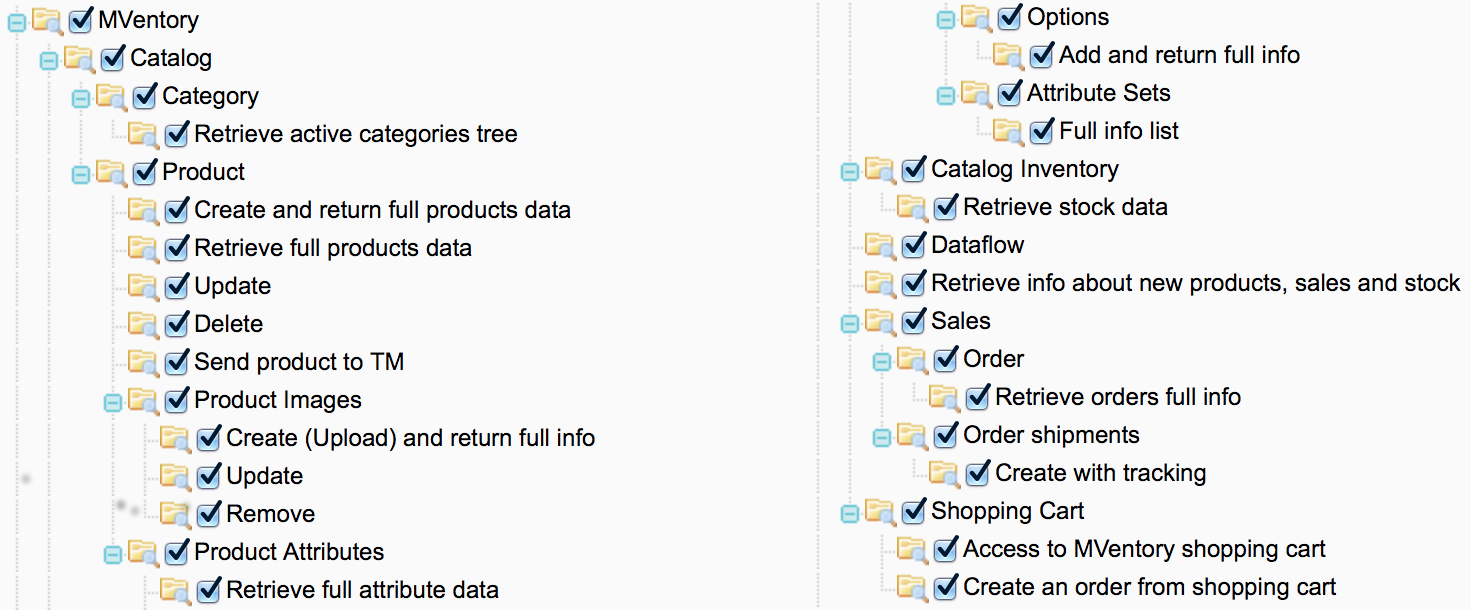 MVentory
Catalog
Category
Retrieve active categories tree
Product
Create and return full products data
Retrieve full products data
Update
Delete
Send product to TM
Product Images
Create (Upload) and return full info
Update
Remove
Product Attributes
Retrieve full attribute data
Options
Add and return full info
Attribute Sets
Full info list
Catalog Inventory
Retrieve stock data
Dataflow
Retrieve info about new products, sales and stock
Sales
Order
Retrieve orders full info
Order shipments
Create with tracking
Shopping Cart
Access to MVentory shopping cart
Create an order from shopping cart